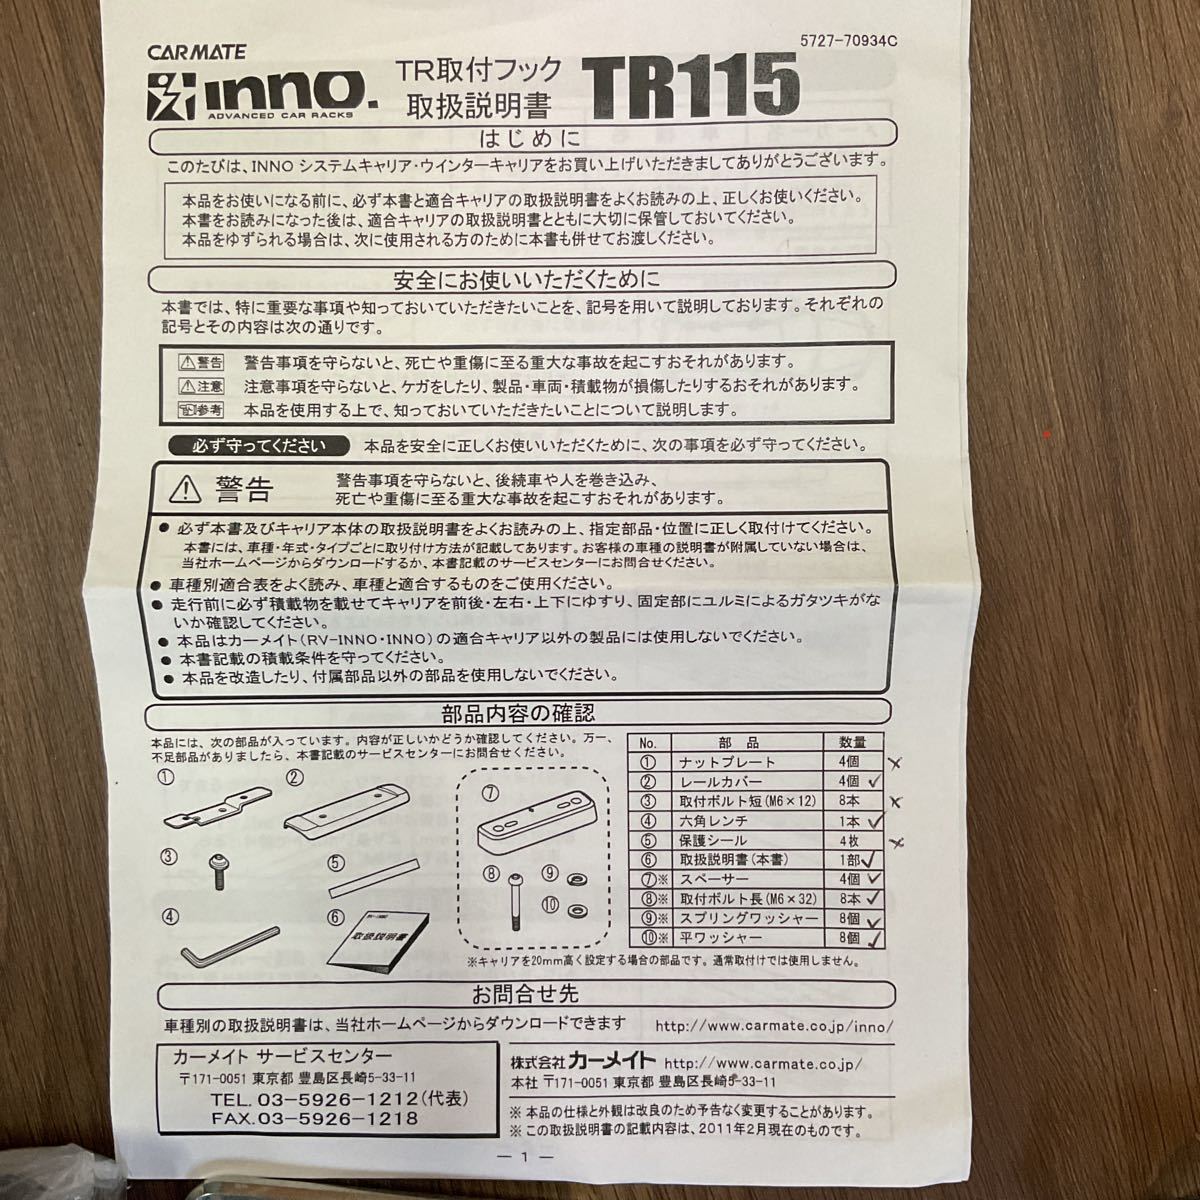 5727-70934C
CARMATE
inno.
ADVANCED CAR RACKS
TR取付フック
取扱説明書
TR115
はじめに
このたびは、INNO システムキャリア・ウインターキャリアをお買い上げいただきましてありがとうございます。
本品をお使いになる前に、必ず本書と適合キャリアの取扱説明書をよくお読みの上、正しくお使いください。
本書をお読みになった後は、適合キャリアの取扱説明書とともに大切に保管しておいてください。
本品をゆずられる場合は、次に使用される方のために本書も併せてお渡しください。
安全にお使いいただくために
本書では、特に重要な事項や知っておいていただきたいことを、記号を用いて説明しております。それぞれの
記号とその内容は次の通りです。
⚠警告 警告事項を守らないと、死亡や重傷に至る重大な事故を起こすおそれがあります。
⚠注意 注意事項を守らないと、ケガをしたり、製品・車両・積載物が損傷したりするおそれがあります。
参考 本品を使用する上で、知っておいていただきたいことについて説明します。
必ず守ってください 本品を安全に正しくお使いいただくために、次の事項を必ず守ってください。
⚠ 警告
警告事項を守らないと、後続車や人を巻き込み、
死亡や重傷に至る重大な事故を起こすおそれがあります。
● 必ず本書及びキャリア本体の取扱説明書をよくお読みの上、指定部品・位置に正しく取付けてください。
本書には、車種・年式・タイプごとに取り付け方法が記載してあります。お客様の車種の説明書が附属していない場合は、
当社ホームページからダウンロードするか、本書記載のサービスセンターにお問合せください。
● 車種別適合表をよく読み、車種と適合するものをご使用ください。
● 走行前に必ず積載物を載せてキャリアを前後・左右・上下にゆすり、固定部にユルミによるガタツキがな
いか確認してください。
● 本品はカーメイト(RV-INNO・INNO)の適合キャリア以外の製品には使用しないでください。
● 本書記載の積載条件を守ってください。
● 本品を改造したり、付属部品以外の部品を使用しないでください。
部品内容の確認
本品には、次の部品が入っています。内容が正しいかどうか確認してください。万一、
不足部品がありましたら、本書記載のサービスセンターにお問合せください。
① ②
③ ⑤
④ ⑥
取扱説明書
⑦
⑧ ⑨
⑩
No. 部品 数量
① ナットプレート 4個 ×
② レールカバー 4個 ✓
③ 取付ボルト短(M6×12) 8本 ×
④ 六角レンチ 1本 ✓
⑤ 保護シール 4枚 ×
⑥ 取扱説明書(本書) 1部 ✓
⑦※ スペーサー 4個 ✓
⑧※ 取付ボルト長(M6×32) 8本 ✓
⑨※ スプリングワッシャー 8個 ✓
⑩※ 平ワッシャー 8個 ✓
※キャリアを20mm高く設定する場合の部品です。通常取付けでは使用しません。
お問合せ先
車種別の取扱説明書は、当社ホームページからダウンロードできます http://www.carmate.co.jp/inno/
カーメイト サービスセンター
〒171-0051 東京都 豊島区長崎5-33-11
TEL. 03-5926-1212(代表)
FAX. 03-5926-1218
株式会社 カーメイト http://www.carmate.co.jp/
本社 〒171-0051 東京都 豊島区長崎5-33-11
※ 本品の仕様と外観は改良のため予告なく変更することがあります。
※ この取扱説明書の記載内容は、2011年2月現在のものです。
— 1 —